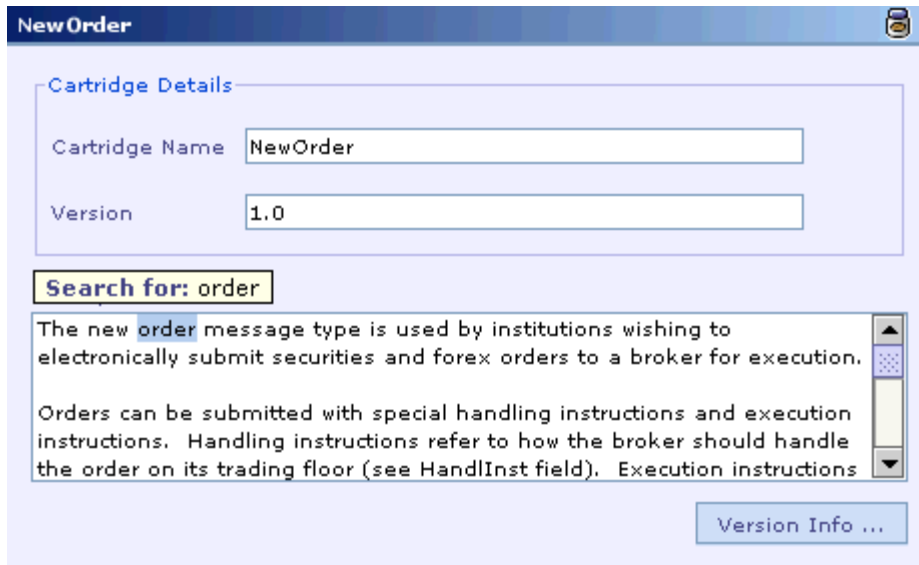 NewOrder
Cartridge Details
Cartridge Name NewOrder
Version 1.0
Search for: order
The new order message type is used by institutions wishing to
electronically submit securities and forex orders to a broker for execution.
Orders can be submitted with special handling instructions and execution
instructions.  Handling instructions refer to how the broker should handle
the order on its trading floor (see HandlInst field).  Execution instructions
Version Info ...